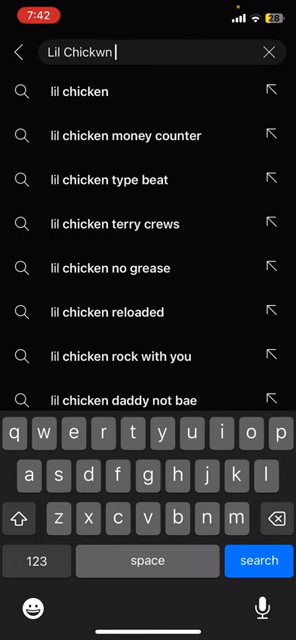 7:42
28
Lil Chickwn
lil chicken
lil chicken money counter
lil chicken type beat
lil chicken terry crews
lil chicken no grease
lil chicken reloaded
lil chicken rock with you
lil chicken daddy not bae
q w e r t y u i o p
a s d f g h j k l
z x c v b n m
123 space search